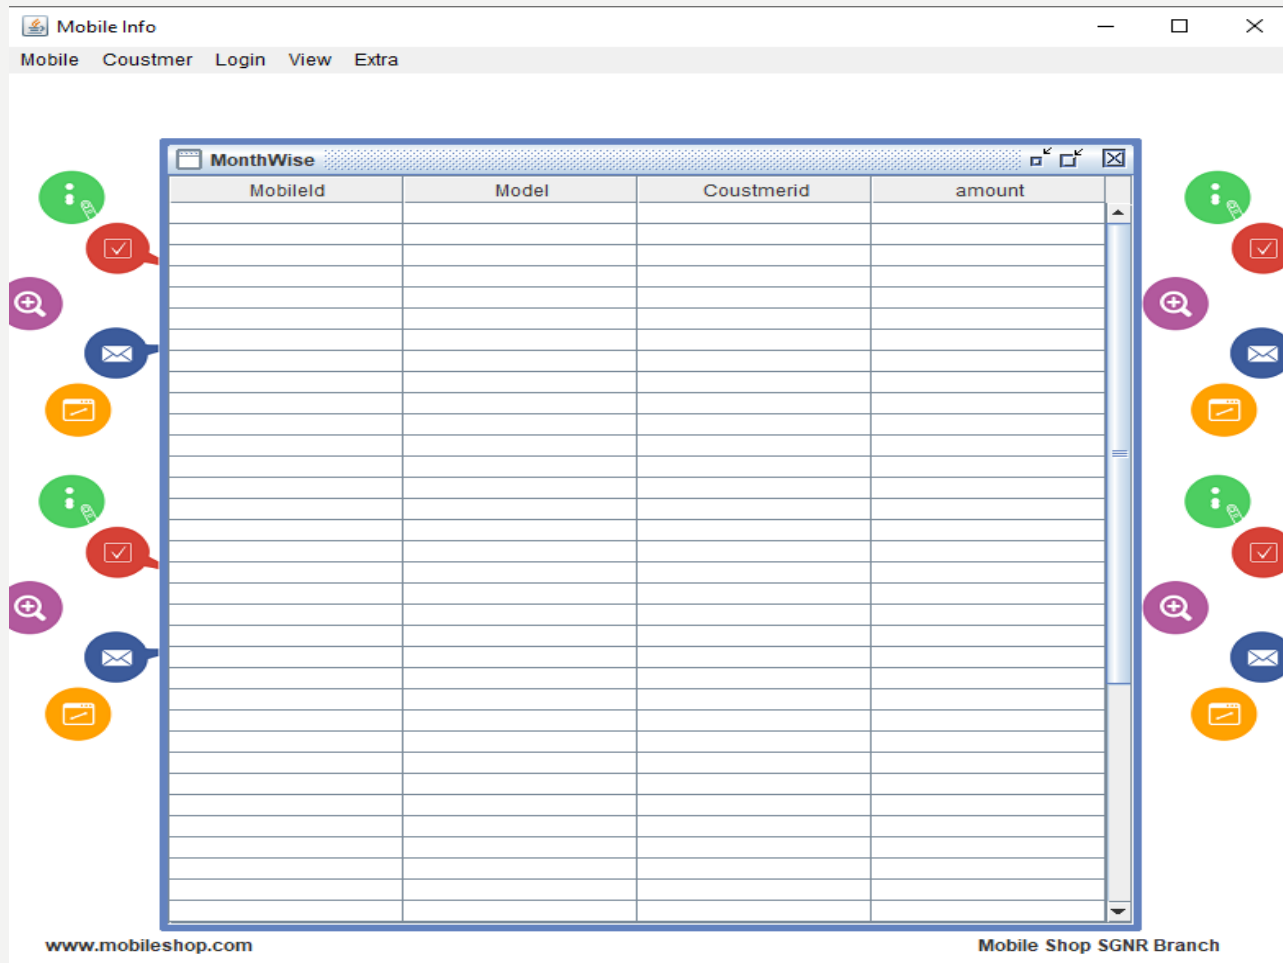 Mobile Info
Mobile Coustmer Login View Extra
MonthWise
MobileId Model Coustmerid amount
www.mobileshop.com Mobile Shop SGNR Branch